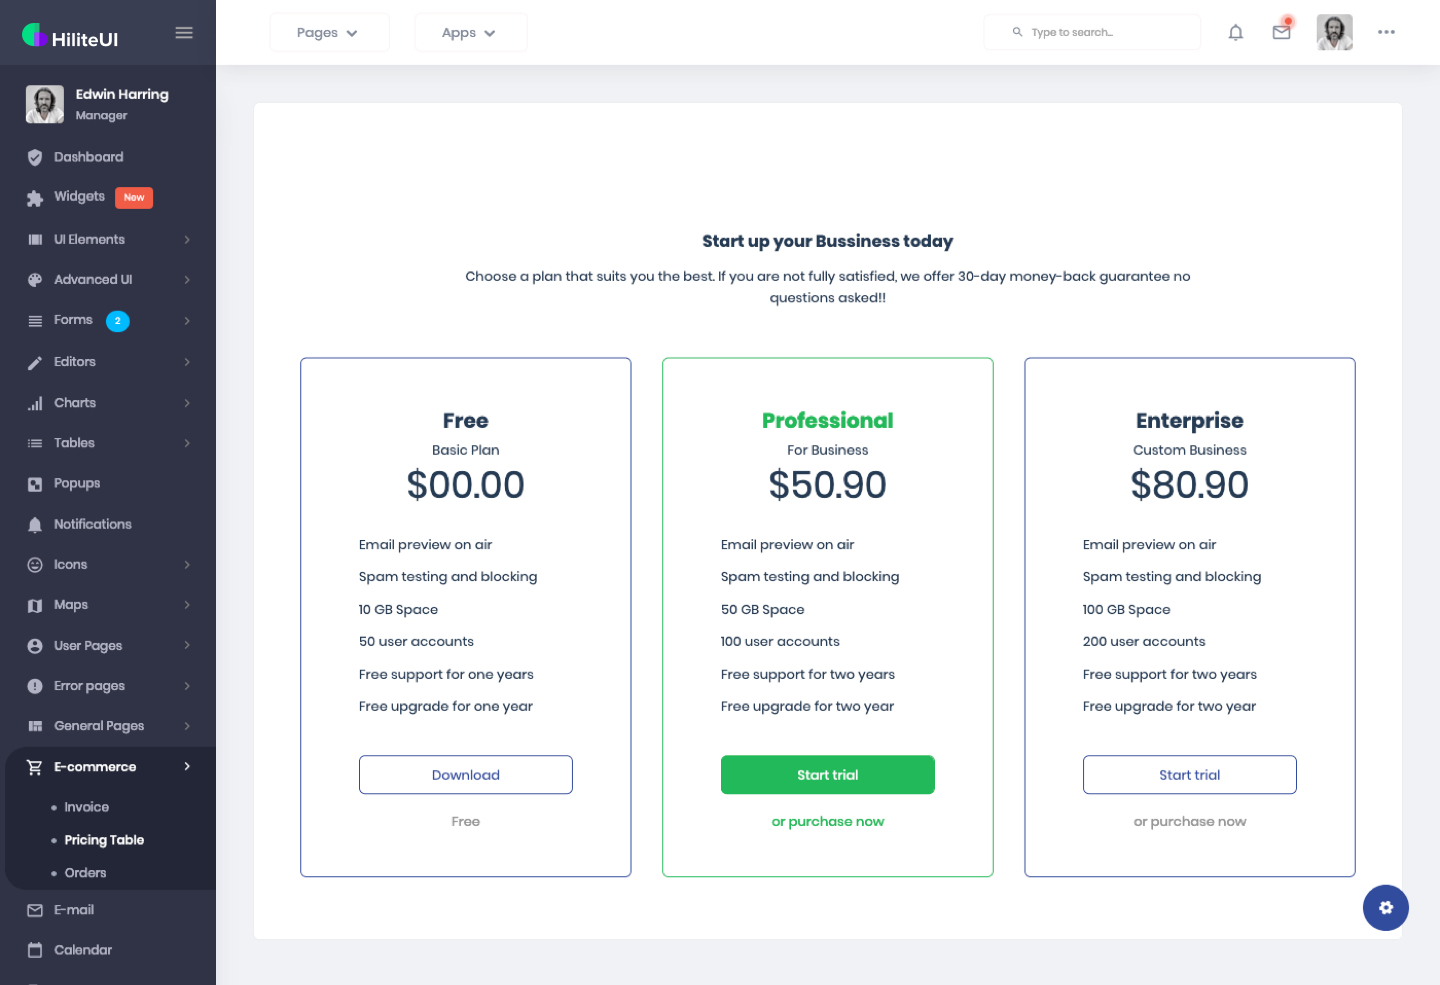 HiliteUI
Pages
Apps
Type to search...
Edwin Harring
Manager
Dashboard
Widgets New
UI Elements
Advanced UI
Forms 2
Editors
Charts
Tables
Popups
Notifications
Icons
Maps
User Pages
Error pages
General Pages
E-commerce
Invoice
Pricing Table
Orders
E-mail
Calendar
Start up your Bussiness today
Choose a plan that suits you the best. If you are not fully satisfied, we offer 30-day money-back guarantee no
questions asked!!
Free
Basic Plan
$00.00
Email preview on air
Spam testing and blocking
10 GB Space
50 user accounts
Free support for one years
Free upgrade for one year
Download
Free
Professional
For Business
$50.90
Email preview on air
Spam testing and blocking
50 GB Space
100 user accounts
Free support for two years
Free upgrade for two year
Start trial
or purchase now
Enterprise
Custom Business
$80.90
Email preview on air
Spam testing and blocking
100 GB Space
200 user accounts
Free support for two years
Free upgrade for two year
Start trial
or purchase now